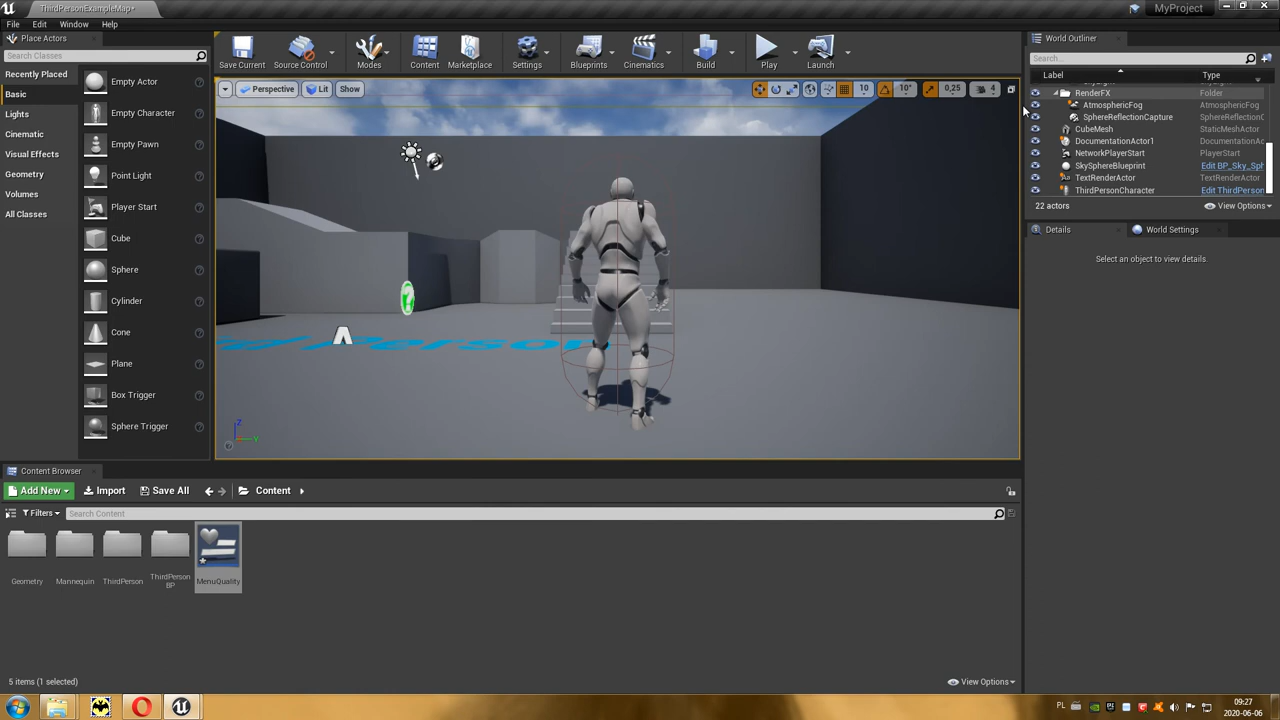 ThirdPersonExampleMap*
MyProject
File Edit Window Help
Place Actors
Search Classes
Recently Placed
Basic
Lights
Cinematic
Visual Effects
Geometry
Volumes
All Classes
Empty Actor
Empty Character
Empty Pawn
Point Light
Player Start
Cube
Sphere
Cylinder
Cone
Plane
Box Trigger
Sphere Trigger
Save Current
Source Control
Modes
Content
Marketplace
Settings
Blueprints
Cinematics
Build
Play
Launch
Perspective Lit Show
10 10° 0,25 4
Person
Z
Y
World Outliner
Search...
Label Type
RenderFX Folder
AtmosphericFog AtmosphericFog
SphereReflectionCapture SphereReflectionC
CubeMesh StaticMeshActor
DocumentationActor1 DocumentationAc
NetworkPlayerStart PlayerStart
SkySphereBlueprint Edit BP_Sky_Sph
TextRenderActor TextRenderActor
ThirdPersonCharacter Edit ThirdPerson
22 actors View Options
Details World Settings
Select an object to view details.
Content Browser
Add New Import Save All Content
Filters Search Content
Geometry
Mannequin
ThirdPerson
ThirdPerson
BP
MenuQuality
5 items (1 selected) View Options
PL 09:27
2020-06-06